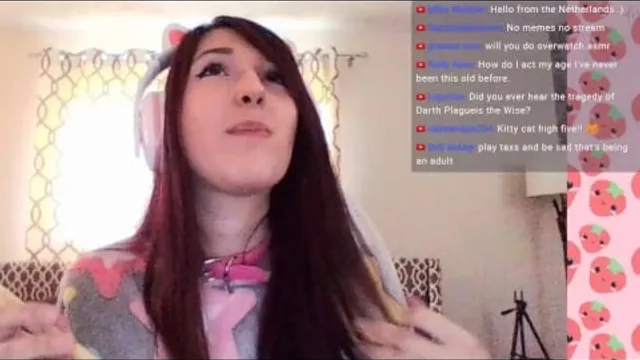 Hello from the Netherlands :)
No memes no stream
will you do overwatch asmr
How do I act my age I've never
been this old before.
Did you ever hear the tragedy of
Darth Plagueis the Wise?
Kitty cat high five!!
play taxs and be sad that's being
an adult